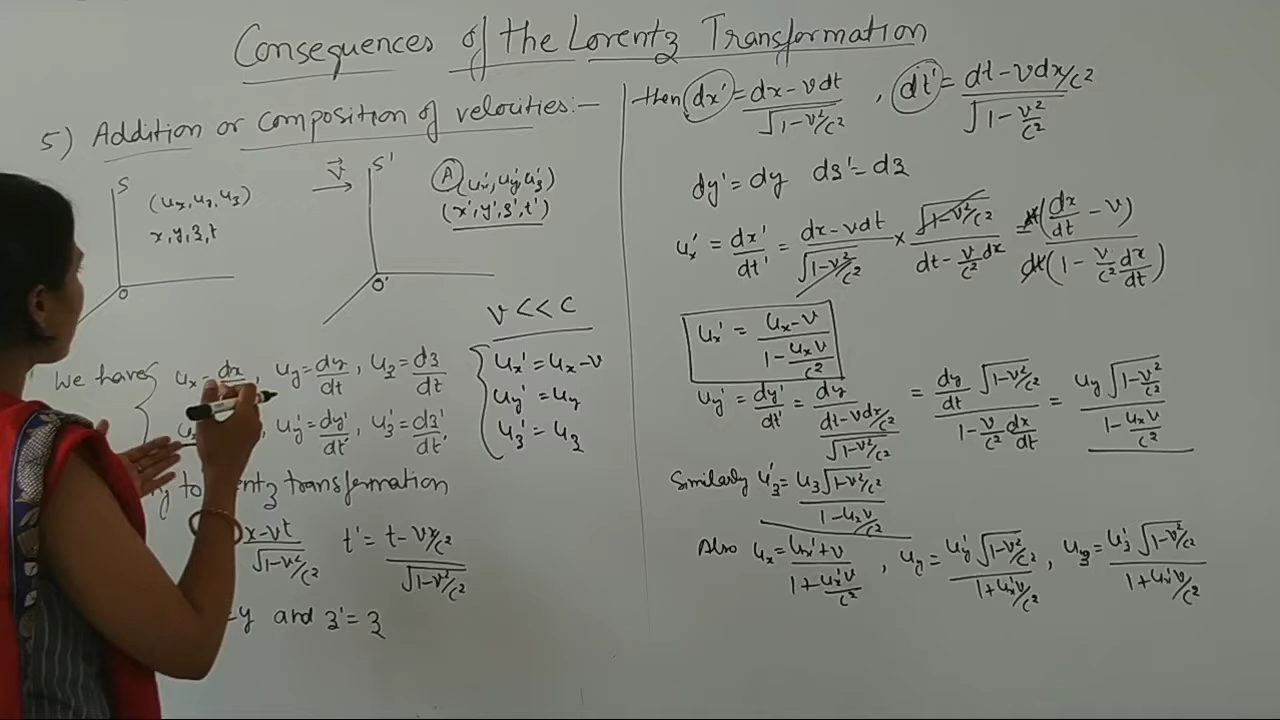 Consequences of the Lorentz Transformation
5) Addition or composition of velocities:-
S
(ux, uy, uz)
x, y, z, t
O
v⃗
S'
A (ux', uy', uz')
(x', y', z', t')
O'
v << c
We have { ux = dx, uy = dy/dt, uz = dz/dt
u , uy' = dy'/dt', uz' = dz'/dt'
{ ux' = ux - v
uy' = uy
uz' = uz
to Lorentz transformation
x-vt/√1-v²/c² t' = t - vx/c²/√1-v²/c²
y and z' = z
then dx' = dx - vdt/√1-v²/c² , dt' = dt - vdx/c²/√1-v²/c²
dy' = dy dz' = dz
ux' = dx'/dt' = dx - vdt/√1-v²/c² × √1-v²/c²/dt - v/c² dx = dt(dx/dt - v)/dt(1 - v/c² dx/dt)
ux' = ux - v/1 - uxv/c²
uy' = dy'/dt' = dy/dt - vdx/c²/√1-v²/c² = dy/dt √1-v²/c²/1 - v/c² dx/dt = uy √1-v²/c²/1 - uxv/c²
Similarly uz' = uz √1-v²/c²/1 - uxv/c²
Also ux = ux' + v/1 + ux'v/c² , uy = uy' √1-v²/c²/1 + ux'v/c² , uz = uz' √1-v²/c²/1 + ux'v/c²